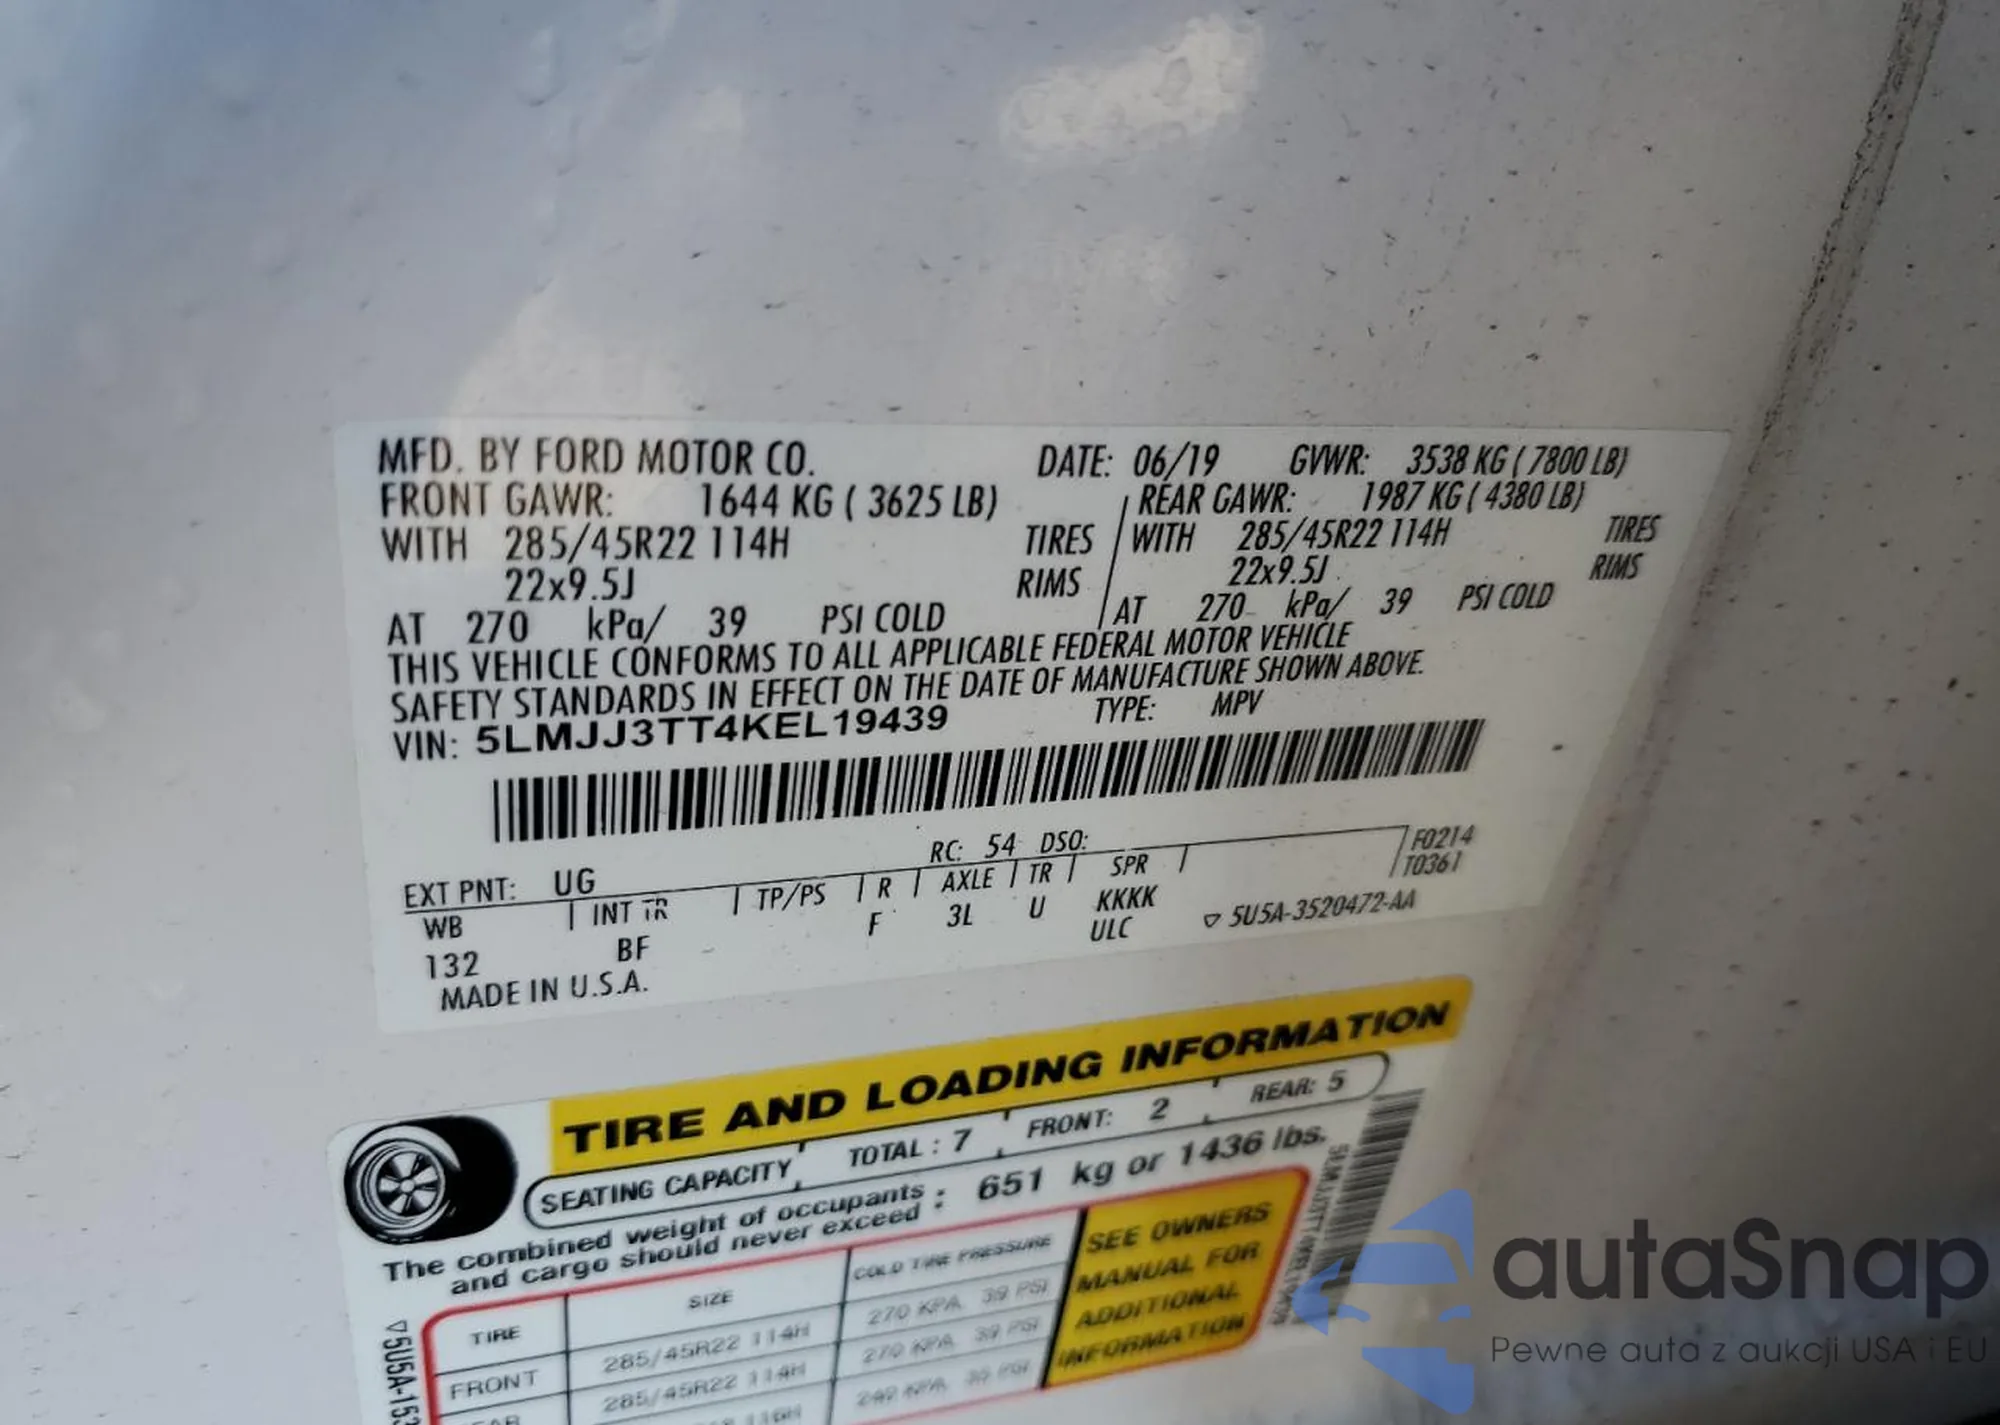 MFD. BY FORD MOTOR CO. DATE: 06/19 GVWR: 3538 KG ( 7800 LB)
FRONT GAWR: 1644 KG ( 3625 LB) REAR GAWR: 1987 KG ( 4380 LB)
WITH 285/45R22 114H TIRES WITH 285/45R22 114H TIRES
22x9.5J RIMS 22x9.5J RIMS
AT 270 kPa/ 39 PSI COLD AT 270 kPa/ 39 PSI COLD
THIS VEHICLE CONFORMS TO ALL APPLICABLE FEDERAL MOTOR VEHICLE
SAFETY STANDARDS IN EFFECT ON THE DATE OF MANUFACTURE SHOWN ABOVE.
VIN: 5LMJJ3TT4KEL19439 TYPE: MPV
EXT PNT: UG RC: 54 DSO: F0214
WB INT TR TP/PS R AXLE TR SPR T0361
132 BF F 3L U KKKK
ULC ▽ 5U5A-3520472-AA
MADE IN U.S.A.
TIRE AND LOADING INFORMATION
SEATING CAPACITY TOTAL : 7 FRONT: 2 REAR: 5
The combined weight of occupants and cargo should never exceed : 651 kg or 1436 lbs.
TIRE SIZE COLD TIRE PRESSURE
FRONT 285/45R22 114H 270 KPA 39 PSI
285/45R22 114H 270 KPA 39 PSI
SEE OWNERS
MANUAL FOR
ADDITIONAL
INFORMATION
autaSnap
Pewne auta z aukcji USA i EU